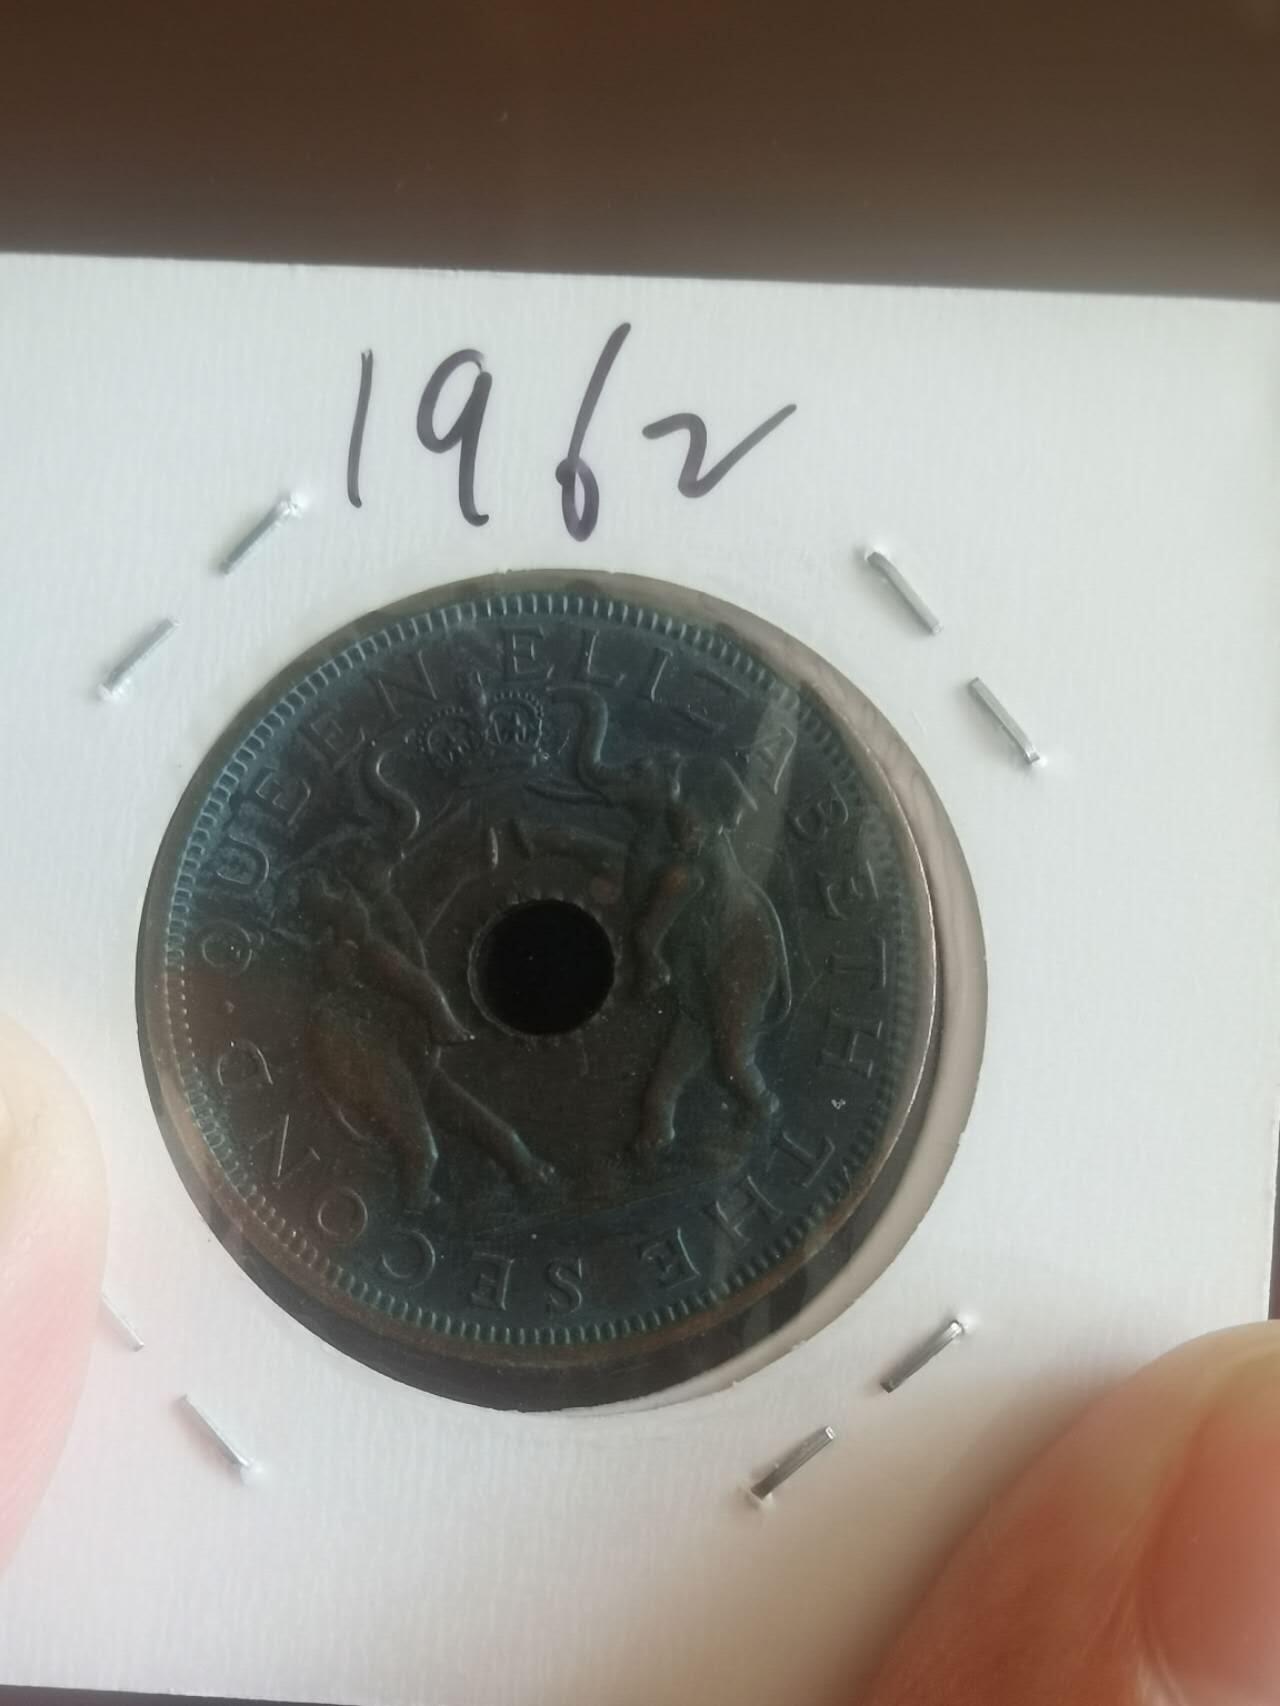 1962
QUEEN ELIZABETH THE SECOND ·